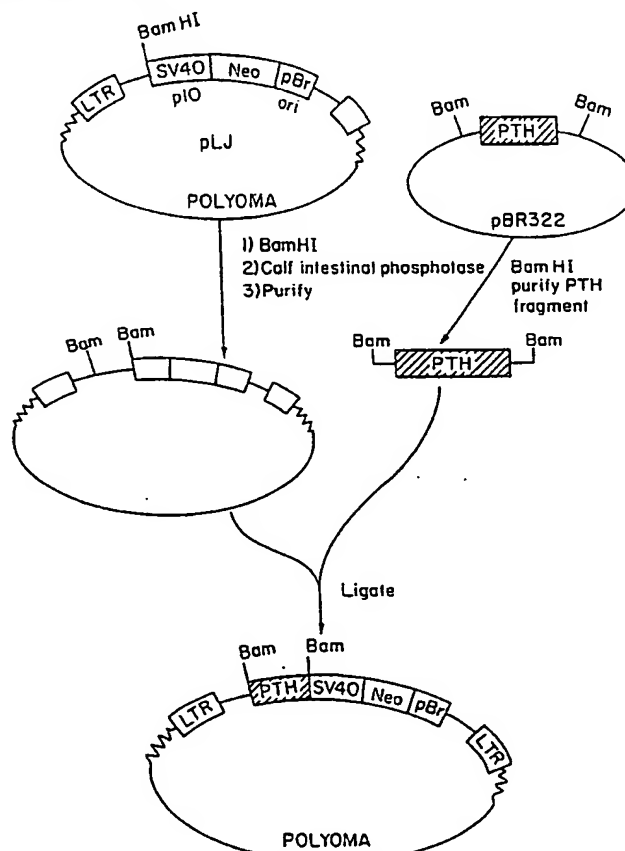 Bam HI
LTR
SV40
Neo
pBr
pIO
ori
pLJ
POLYOMA
Bam
Bam
PTH
pBR322
1) BamHI
2) Calf intestinal phosphotase
3) Purify
Bam HI
purify PTH
fragment
Bam
Bam
Bam
PTH
Bam
Ligate
Bam
Bam
LTR
PTH
SV40
Neo
pBr
LTR
POLYOMA